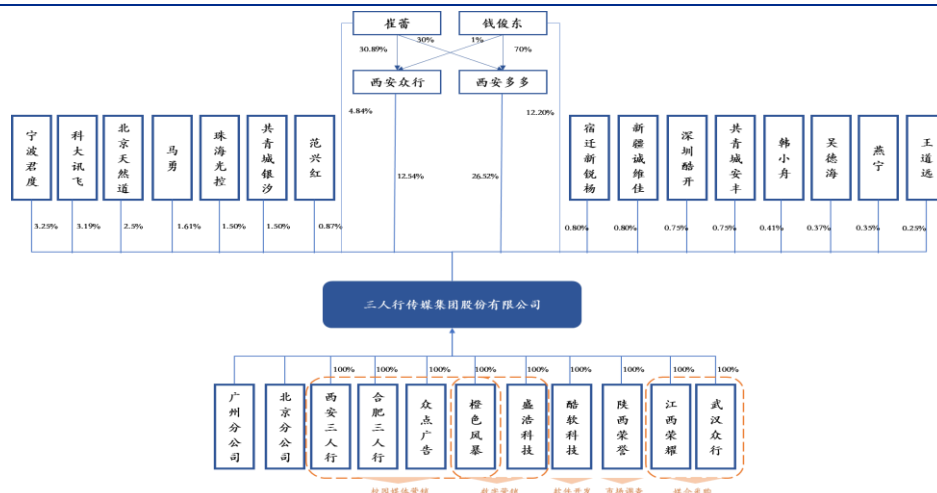 崔蕾
钱俊东
30%
1%
30.89%
70%
西安众行
西安多多
4.84%
12.20%
宁波君度
科大讯飞
北京天然道
马勇
珠海光控
共青城银汐
范兴红
宿迁新锐杨
新疆诚维佳
深圳酷开
共青城安丰
韩小舟
吴德海
燕宁
王道远
12.54%
26.52%
3.25%
3.19%
2.5%
1.61%
1.50%
1.50%
0.87%
0.80%
0.80%
0.75%
0.75%
0.41%
0.37%
0.35%
0.25%
三人行传媒集团股份有限公司
100%
100%
100%
100%
100%
100%
100%
100%
100%
广州分公司
北京分公司
西安三人行
合肥三人行
众点广告
橙色风暴
盛浩科技
酷软科技
陕西荣誉
江西荣耀
武汉众行